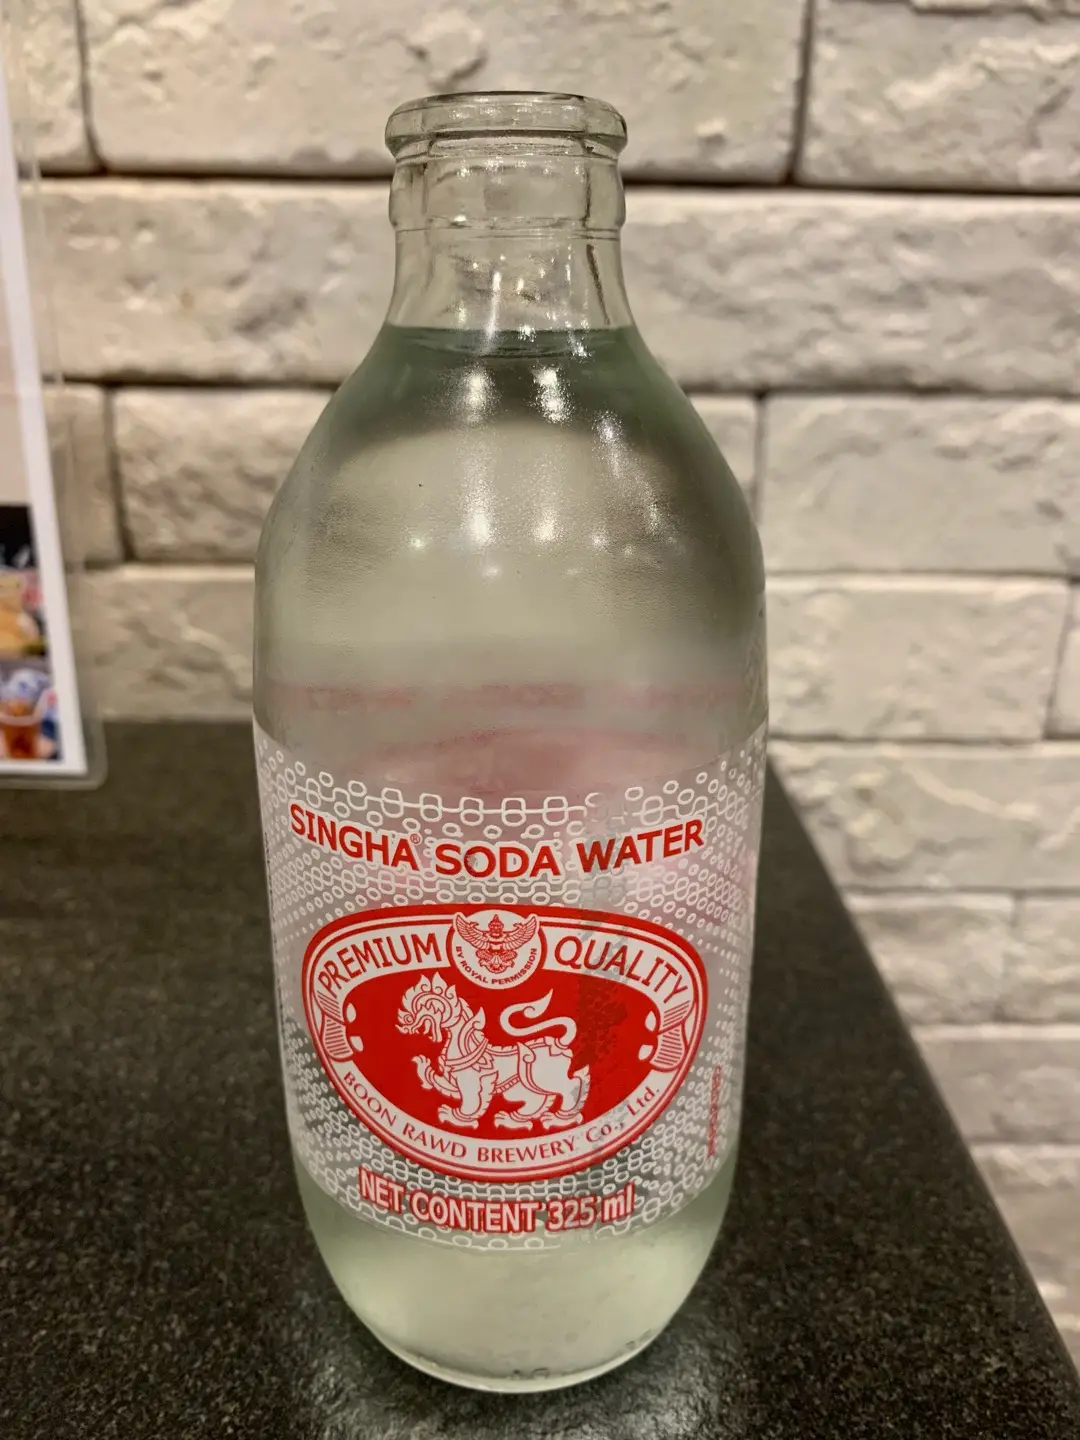 SINGHA® SODA WATER
PREMIUM QUALITY
BY ROYAL PERMISSION
BOON RAWD BREWERY Co., Ltd.
NET CONTENT 325 ml